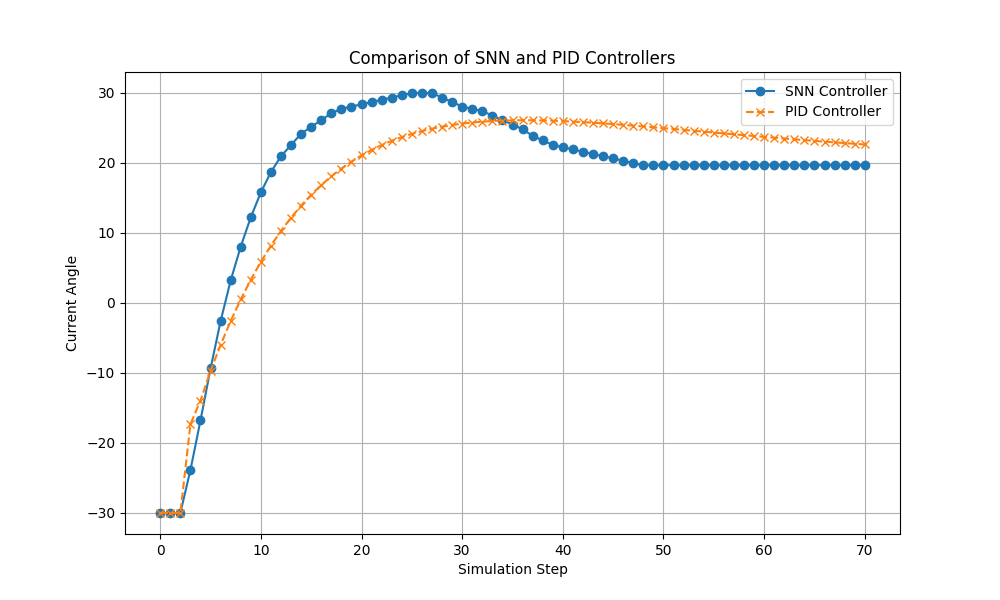 Comparison of SNN and PID Controllers
SNN Controller
PID Controller
Current Angle
30
20
10
0
−10
−20
−30
0 10 20 30 40 50 60 70
Simulation Step